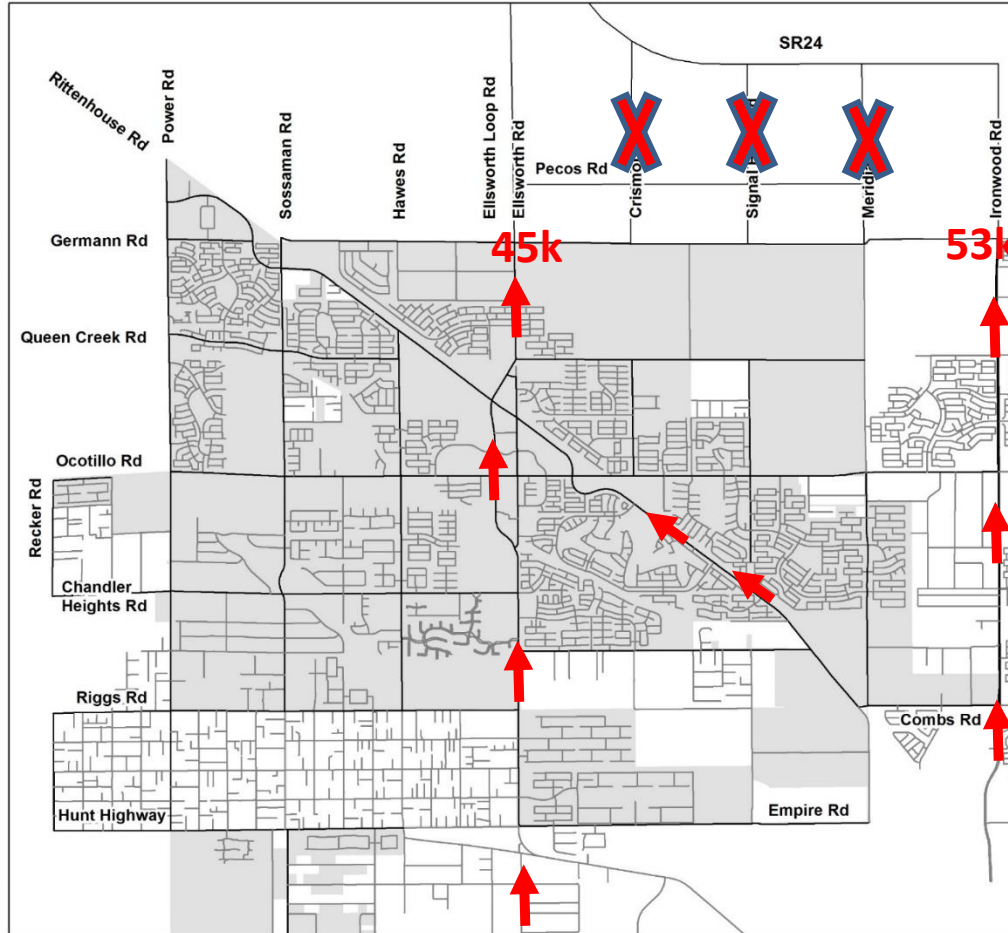 SR24
Rittenhouse Rd
Power Rd
Sossaman Rd
Hawes Rd
Ellsworth Loop Rd
Ellsworth Rd
Pecos Rd
Signal
Ironwood Rd
Germann Rd
45k
53k
Queen Creek Rd
Ocotillo Rd
Recker Rd
Chandler
Heights Rd
Riggs Rd
Combs Rd
Hunt Highway
Empire Rd